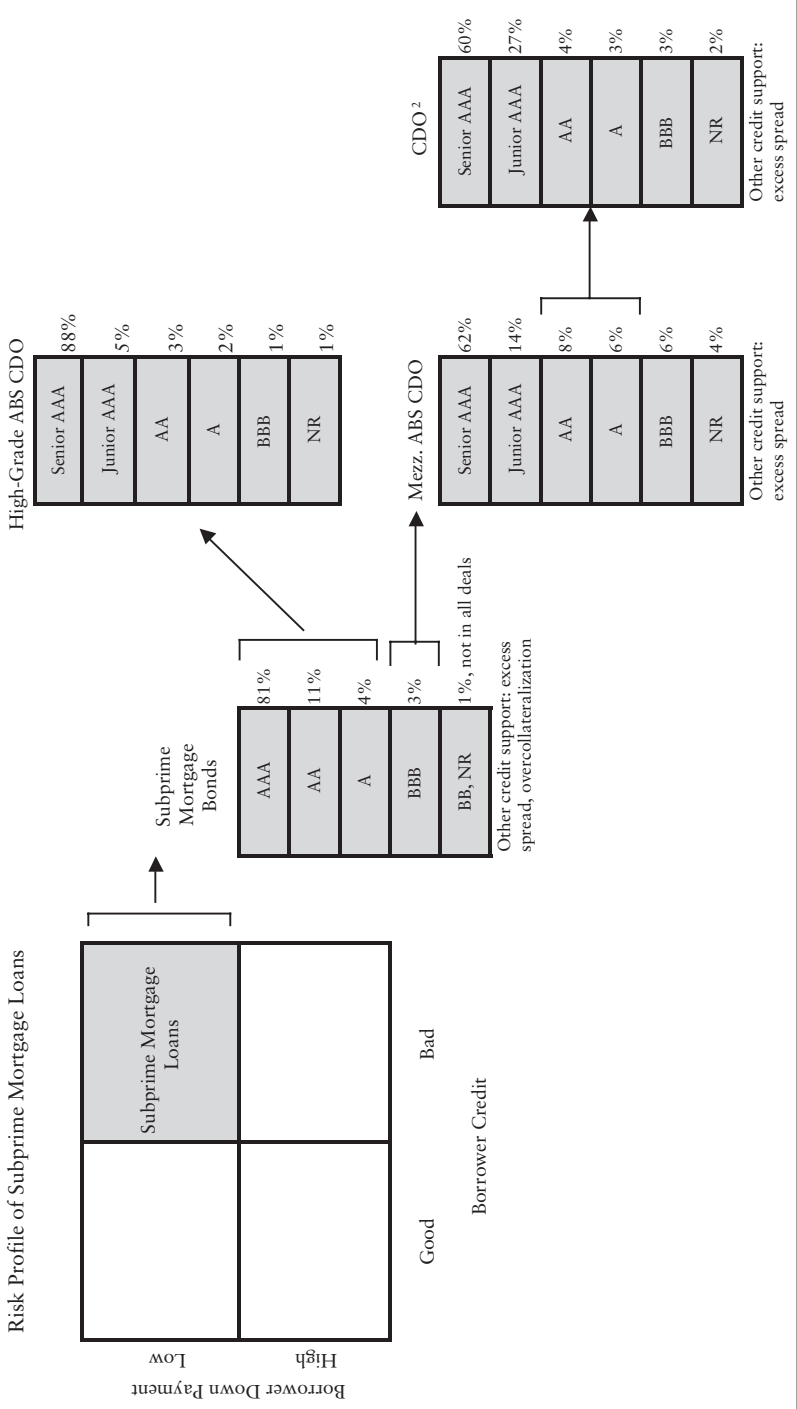 Risk Profile of Subprime Mortgage Loans
Borrower Down Payment
Low
High
Subprime Mortgage
Loans
Good
Bad
Borrower Credit
Subprime
Mortgage
Bonds
AAA
81%
AA
11%
A
4%
BBB
3%
BB, NR
1%, not in all deals
Other credit support: excess
spread, overcollateralization
High-Grade ABS CDO
Senior AAA
88%
Junior AAA
5%
AA
3%
A
2%
BBB
1%
NR
1%
Mezz. ABS CDO
Senior AAA
62%
Junior AAA
14%
AA
8%
A
6%
BBB
6%
NR
4%
Other credit support:
excess spread
CDO²
Senior AAA
60%
Junior AAA
27%
AA
4%
A
3%
BBB
3%
NR
2%
Other credit support:
excess spread